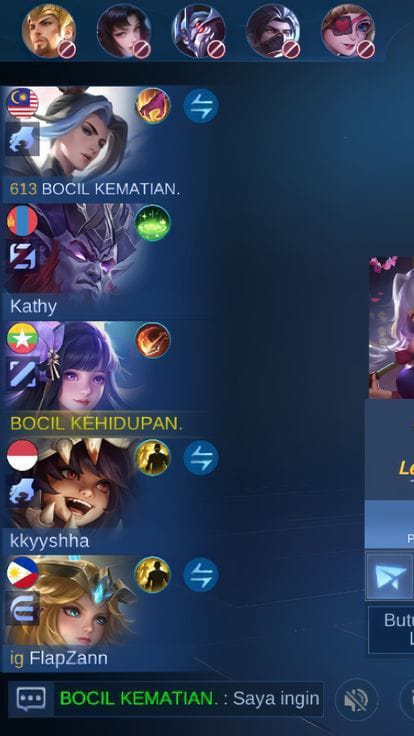 613 BOCIL KEMATIAN.
Kathy
BOCIL KEHIDUPAN.
kkyyshha
ig FlapZann
BOCIL KEMATIAN. : Saya ingin